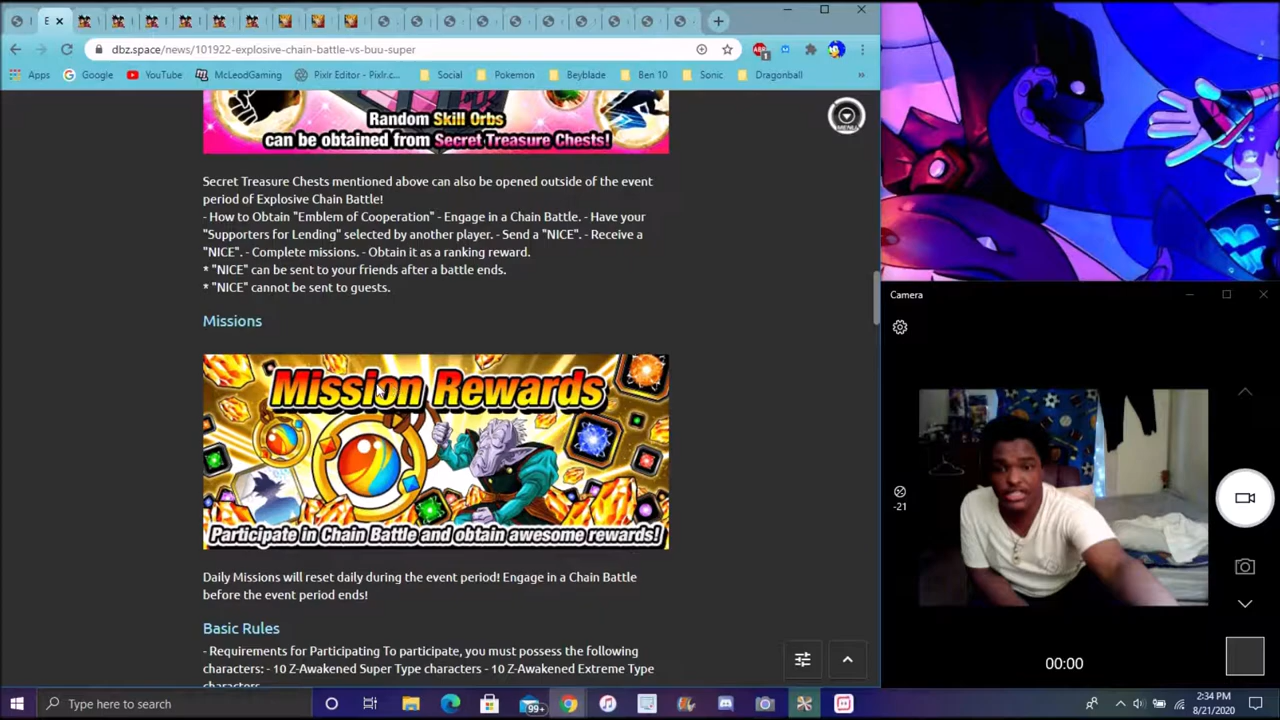 E
dbz.space/news/101922-explosive-chain-battle-vs-buu-super
ABP
1
Apps
Google
YouTube
McLeodGaming
Pixlr Editor - Pixlr.c...
Social
Pokemon
Beyblade
Ben 10
Sonic
Dragonball
»
Random Skill Orbs
can be obtained from Secret Treasure Chests!
MENU
Secret Treasure Chests mentioned above can also be opened outside of the event
period of Explosive Chain Battle!
- How to Obtain "Emblem of Cooperation" - Engage in a Chain Battle. - Have your
"Supporters for Lending" selected by another player. - Send a "NICE". - Receive a
"NICE". - Complete missions. - Obtain it as a ranking reward.
* "NICE" can be sent to your friends after a battle ends.
* "NICE" cannot be sent to guests.
Missions
Mission Rewards
Participate in Chain Battle and obtain awesome rewards!
Daily Missions will reset daily during the event period! Engage in a Chain Battle
before the event period ends!
Basic Rules
- Requirements for Participating To participate, you must possess the following
characters: - 10 Z-Awakened Super Type characters - 10 Z-Awakened Extreme Type
characters
Camera
-21
00:00
Type here to search
99+
2:34 PM
8/21/2020